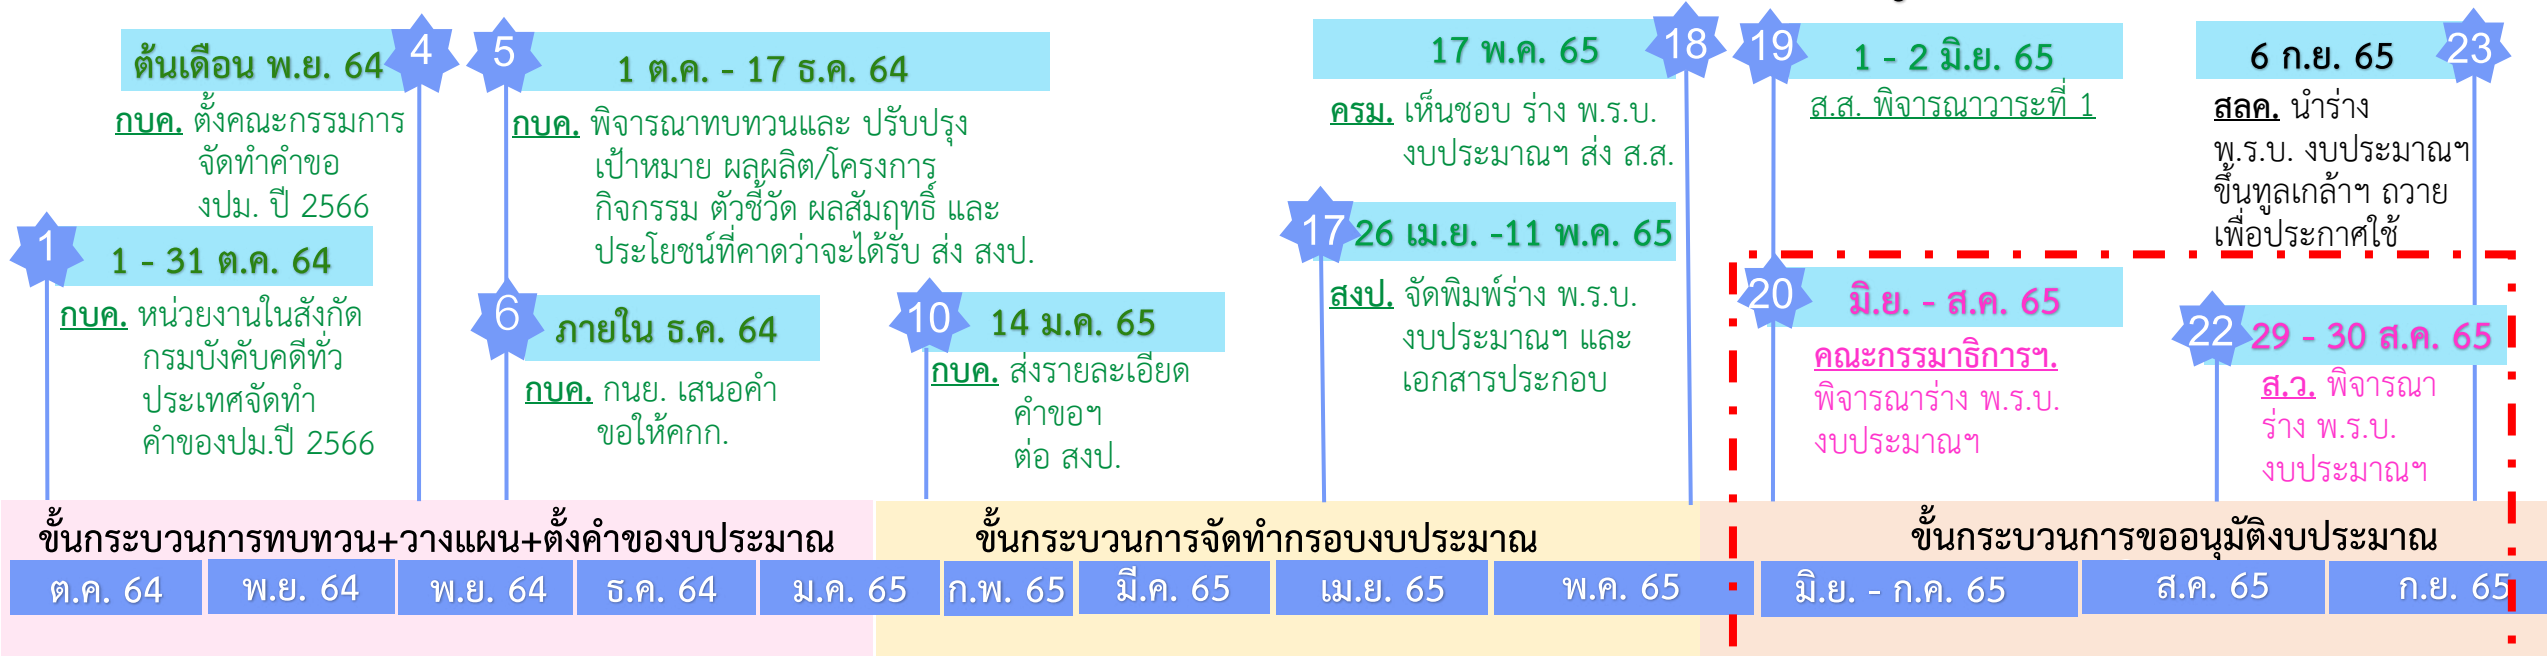 4
ต้นเดือน พ.ย. 64
กบค. ตั้งคณะกรรมการ
จัดทำคำขอ
งปม. ปี 2566
1
1 - 31 ต.ค. 64
กบค. หน่วยงานในสังกัด
กรมบังคับคดีทั่ว
ประเทศจัดทำ
คำของปม.ปี 2566
5
1 ต.ค. - 17 ธ.ค. 64
กบค. พิจารณาทบทวนและ ปรับปรุง
เป้าหมาย ผลผลิต/โครงการ
กิจกรรม ตัวชี้วัด ผลสัมฤทธิ์ และ
ประโยชน์ที่คาดว่าจะได้รับ ส่ง สงป.
6
ภายใน ธ.ค. 64
กบค. กนย. เสนอคำ
ขอให้คกก.
10
14 ม.ค. 65
กบค. ส่งรายละเอียด
คำขอฯ
ต่อ สงป.
17 พ.ค. 65
18
ครม. เห็นชอบ ร่าง พ.ร.บ.
งบประมาณฯ ส่ง ส.ส.
17
26 เม.ย. -11 พ.ค. 65
สงป. จัดพิมพ์ร่าง พ.ร.บ.
งบประมาณฯ และ
เอกสารประกอบ
19
1 - 2 มิ.ย. 65
ส.ส. พิจารณาวาระที่ 1
20
มิ.ย. - ส.ค. 65
คณะกรรมาธิการฯ.
พิจารณาร่าง พ.ร.บ.
งบประมาณฯ
6 ก.ย. 65
23
สลค. นำร่าง
พ.ร.บ. งบประมาณฯ
ขึ้นทูลเกล้าฯ ถวาย
เพื่อประกาศใช้
22
29 - 30 ส.ค. 65
ส.ว. พิจารณา
ร่าง พ.ร.บ.
งบประมาณฯ
ขั้นกระบวนการทบทวน+วางแผน+ตั้งคำของบประมาณ
ขั้นกระบวนการจัดทำกรอบงบประมาณ
ขั้นกระบวนการขออนุมัติงบประมาณ
ต.ค. 64
พ.ย. 64
พ.ย. 64
ธ.ค. 64
ม.ค. 65
ก.พ. 65
มี.ค. 65
เม.ย. 65
พ.ค. 65
มิ.ย. - ก.ค. 65
ส.ค. 65
ก.ย. 65